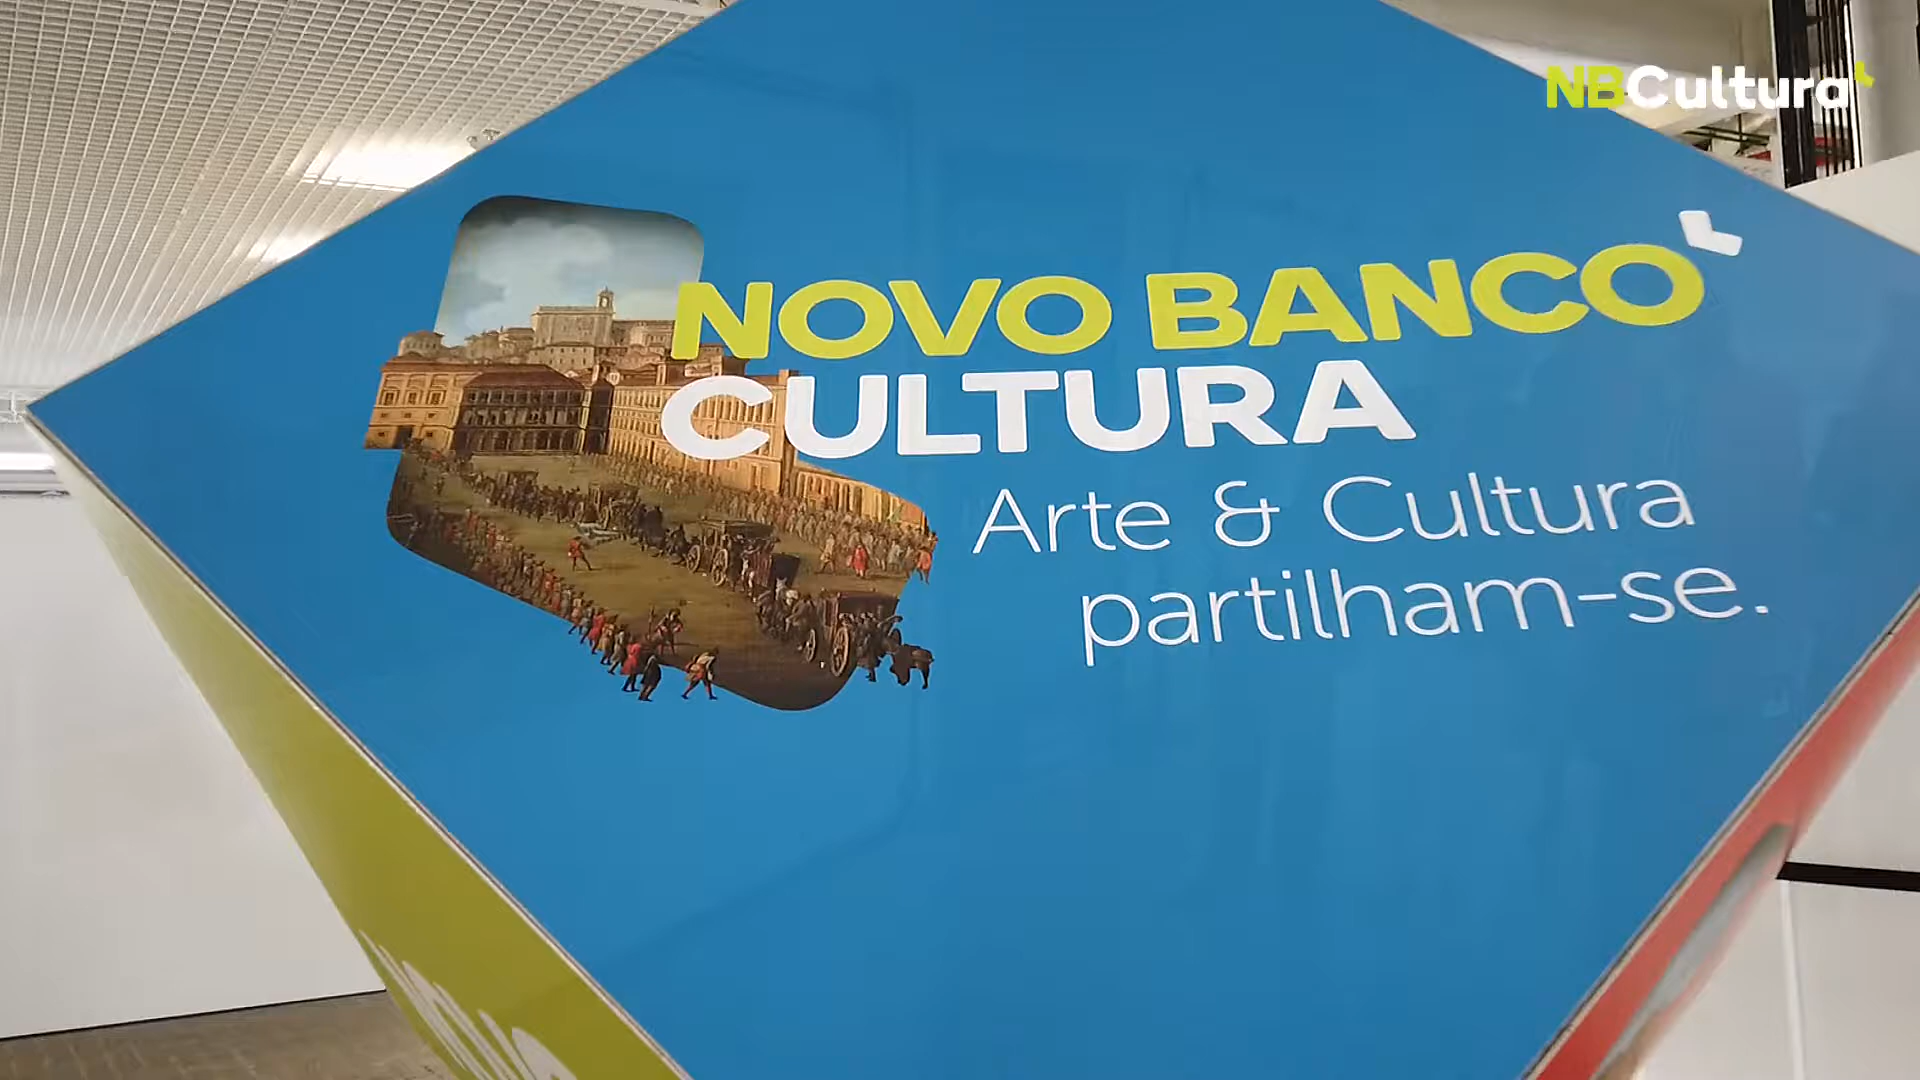 NBCultura
NOVO BANCO
CULTURA
Arte & Cultura
partilham-se.